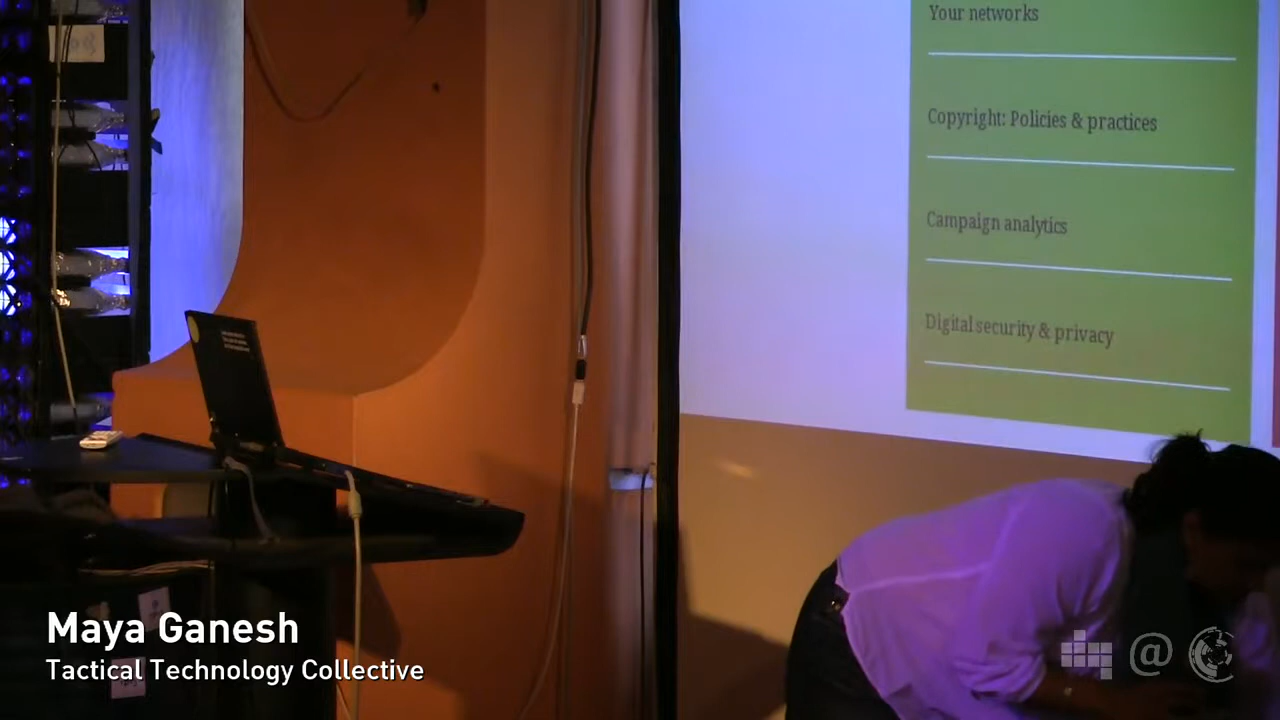 Your networks
Copyright: Policies & practices
Campaign analytics
Digital security & privacy
Maya Ganesh
Tactical Technology Collective
@